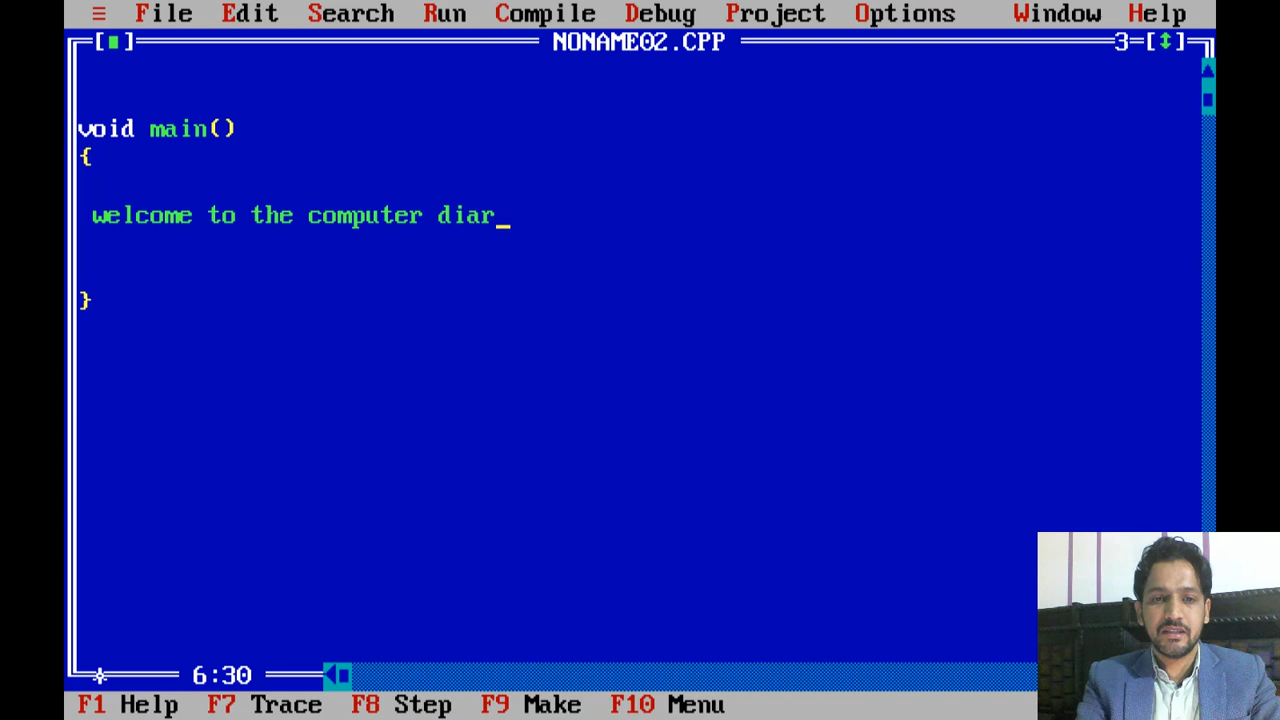 ≡ File Edit Search Run Compile Debug Project Options Window Help
[■] NONAME02.CPP 3=[↕]
void main()
{
welcome to the computer diar_
}
6:30
F1 Help F7 Trace F8 Step F9 Make F10 Menu